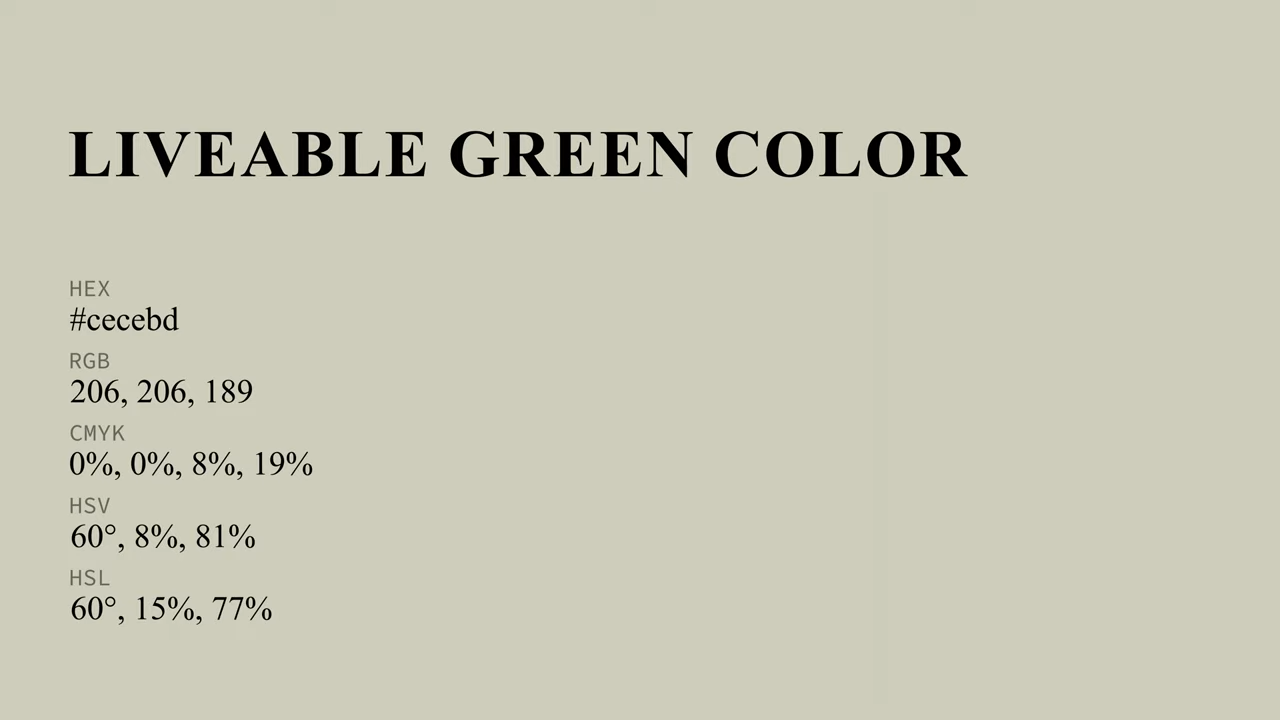 LIVEABLE GREEN COLOR
HEX
#cecebd
RGB
206, 206, 189
CMYK
0%, 0%, 8%, 19%
HSV
60°, 8%, 81%
HSL
60°, 15%, 77%